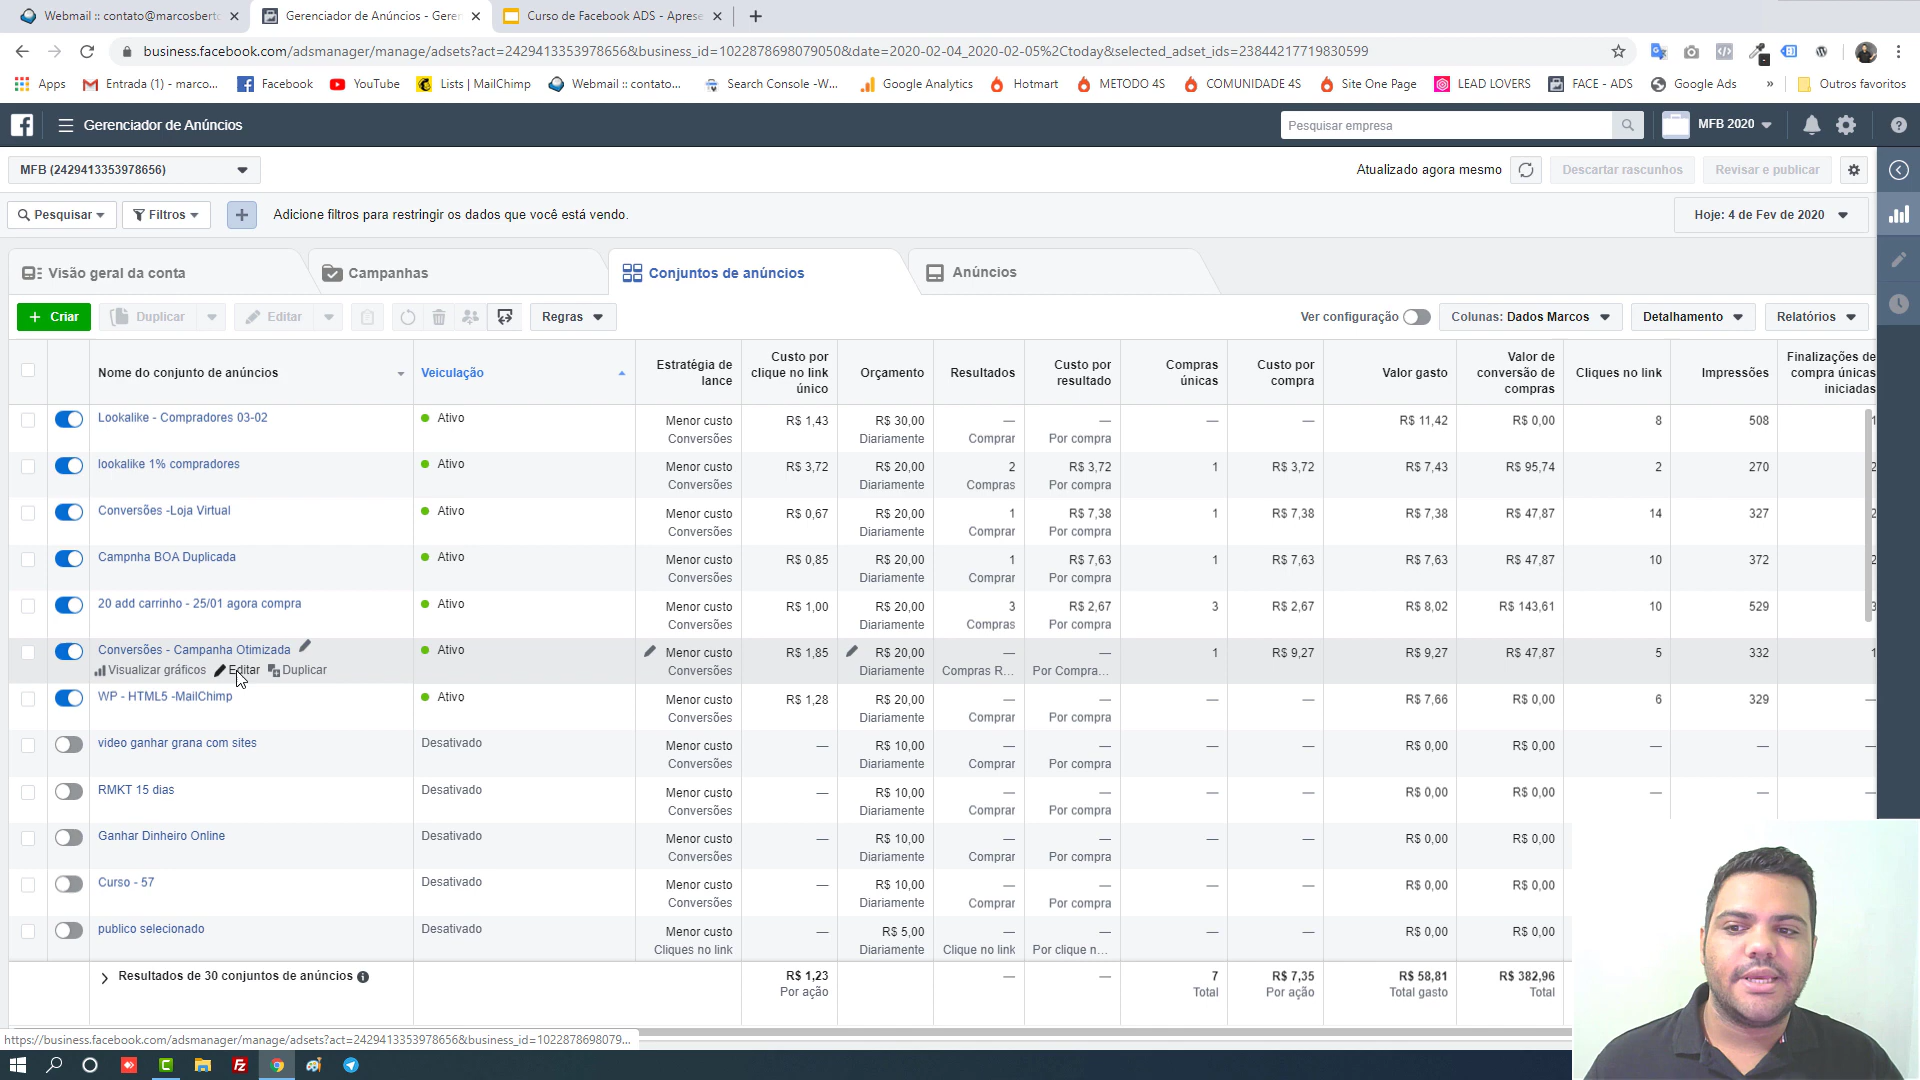 Webmail :: contato@marcosberto
Gerenciador de Anúncios - Geren
Curso de Facebook ADS - Aprese
business.facebook.com/adsmanager/manage/adsets?act=2429413353978656&business_id=1022878698079050&date=2020-02-04_2020-02-05%2Ctoday&selected_adset_ids=23844217719830599
Apps
Entrada (1) - marco...
Facebook
YouTube
Lists | MailChimp
Webmail :: contato...
Search Console -W...
Google Analytics
Hotmart
METODO 4S
COMUNIDADE 4S
Site One Page
LEAD LOVERS
FACE - ADS
Google Ads
»
Outros favoritos
Gerenciador de Anúncios
Pesquisar empresa
MFB 2020
MFB (2429413353978656)
Atualizado agora mesmo
Descartar rascunhos
Revisar e publicar
Pesquisar
Filtros
Adicione filtros para restringir os dados que você está vendo.
Hoje: 4 de Fev de 2020
Visão geral da conta
Campanhas
Conjuntos de anúncios
Anúncios
+ Criar
Duplicar
Editar
Regras
Ver configuração
Colunas: Dados Marcos
Detalhamento
Relatórios
Nome do conjunto de anúncios
Veiculação
Estratégia de lance
Custo por clique no link único
Orçamento
Resultados
Custo por resultado
Compras únicas
Custo por compra
Valor gasto
Valor de conversão de compras
Cliques no link
Impressões
Finalizações de compra únicas iniciadas
Lookalike - Compradores 03-02 Ativo Menor custo R$ 1,43 R$ 30,00 — — — — R$ 11,42 R$ 0,00 8 508 1
Conversões Diariamente Comprar Por compra
lookalike 1% compradores Ativo Menor custo R$ 3,72 R$ 20,00 2 R$ 3,72 1 R$ 3,72 R$ 7,43 R$ 95,74 2 270 2
Conversões Diariamente Compras Por compra
Conversões -Loja Virtual Ativo Menor custo R$ 0,67 R$ 20,00 1 R$ 7,38 1 R$ 7,38 R$ 7,38 R$ 47,87 14 327 2
Conversões Diariamente Comprar Por compra
Campnha BOA Duplicada Ativo Menor custo R$ 0,85 R$ 20,00 1 R$ 7,63 1 R$ 7,63 R$ 7,63 R$ 47,87 10 372 2
Conversões Diariamente Comprar Por compra
20 add carrinho - 25/01 agora compra Ativo Menor custo R$ 1,00 R$ 20,00 3 R$ 2,67 3 R$ 2,67 R$ 8,02 R$ 143,61 10 529 3
Conversões Diariamente Compras Por compra
Conversões - Campanha Otimizada Ativo Menor custo R$ 1,85 R$ 20,00 — — 1 R$ 9,27 R$ 9,27 R$ 47,87 5 332 1
Visualizar gráficos Editar Duplicar Conversões Diariamente Compras R... Por Compra...
WP - HTML5 -MailChimp Ativo Menor custo R$ 1,28 R$ 20,00 — — — — R$ 7,66 R$ 0,00 6 329 —
Conversões Diariamente Comprar Por compra
video ganhar grana com sites Desativado Menor custo — R$ 10,00 — — — — R$ 0,00 R$ 0,00 — — —
Conversões Diariamente Comprar Por compra
RMKT 15 dias Desativado Menor custo — R$ 10,00 — — — — R$ 0,00 R$ 0,00 — — —
Conversões Diariamente Comprar Por compra
Ganhar Dinheiro Online Desativado Menor custo — R$ 10,00 — — — — R$ 0,00 R$ 0,00
Conversões Diariamente Comprar Por compra
Curso - 57 Desativado Menor custo — R$ 10,00 — — — — R$ 0,00 R$ 0,00
Conversões Diariamente Comprar Por compra
publico selecionado Desativado Menor custo — R$ 5,00 — — — — R$ 0,00 R$ 0,00
Cliques no link Diariamente Clique no link Por clique n...
Resultados de 30 conjuntos de anúncios R$ 1,23 — — 7 R$ 7,35 R$ 58,81 R$ 382,96
Por ação Total Por ação Total gasto Total
https://business.facebook.com/adsmanager/manage/adsets?act=2429413353978656&business_id=1022878698079...